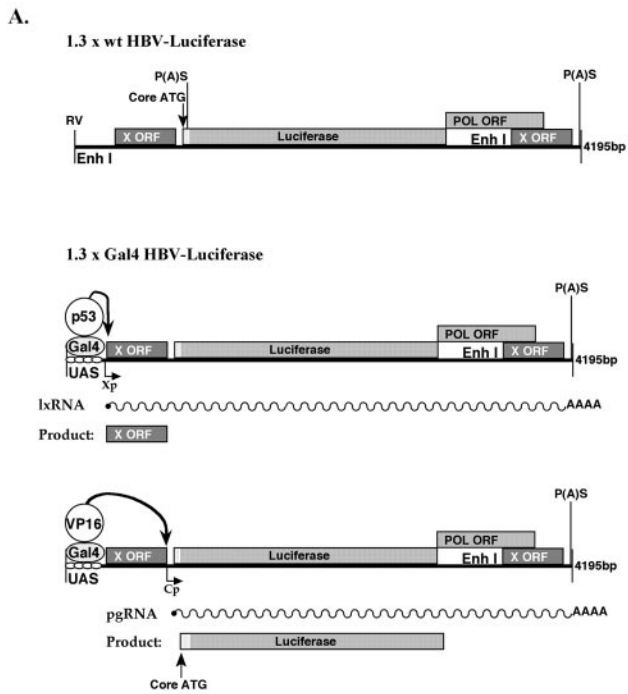 A.
1.3 x wt HBV-Luciferase
P(A)S
P(A)S
Core ATG
RV
POL ORF
X ORF
Luciferase
Enh I
X ORF
4195bp
Enh I
1.3 x Gal4 HBV-Luciferase
P(A)S
p53
POL ORF
Gal4
X ORF
Luciferase
Enh I
X ORF
4195bp
UAS
Xp
lxRNA
AAAA
Product:
X ORF
P(A)S
VP16
POL ORF
Gal4
X ORF
Luciferase
Enh I
X ORF
4195bp
UAS
Cp
pgRNA
AAAA
Product:
Luciferase
Core ATG